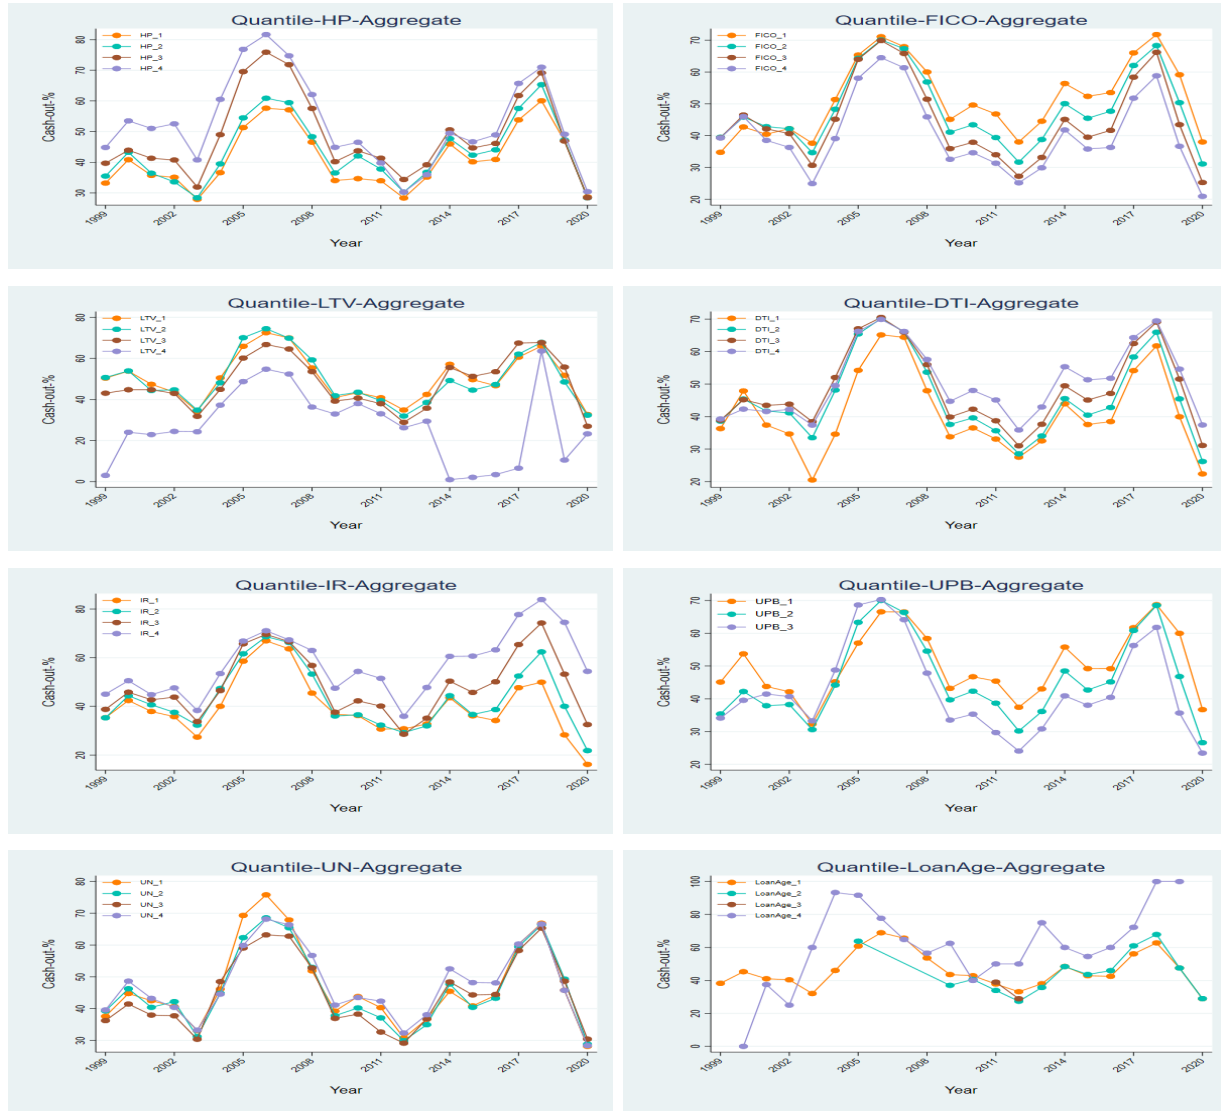 Quantile-HP-Aggregate
HP_1
HP_2
HP_3
HP_4
Cash-out-%
80
70
60
50
40
30
1999
2002
2005
2008
2011
2014
2017
2020
Year
Quantile-FICO-Aggregate
FICO_1
FICO_2
FICO_3
FICO_4
Cash-out-%
70
60
50
40
30
20
1999
2002
2005
2008
2011
2014
2017
2020
Year
Quantile-LTV-Aggregate
LTV_1
LTV_2
LTV_3
LTV_4
Cash-out-%
80
60
40
20
0
1999
2002
2005
2008
2011
2014
2017
2020
Year
Quantile-DTI-Aggregate
DTI_1
DTI_2
DTI_3
DTI_4
Cash-out-%
70
60
50
40
30
20
1999
2002
2005
2008
2011
2014
2017
2020
Year
Quantile-IR-Aggregate
IR_1
IR_2
IR_3
IR_4
Cash-out-%
80
60
40
20
1999
2002
2005
2008
2011
2014
2017
2020
Year
Quantile-UPB-Aggregate
UPB_1
UPB_2
UPB_3
Cash-out-%
70
60
50
40
30
20
1999
2002
2005
2008
2011
2014
2017
2020
Year
Quantile-UN-Aggregate
UN_1
UN_2
UN_3
UN_4
Cash-out-%
80
70
60
50
40
30
1999
2002
2005
2008
2011
2014
2017
2020
Year
Quantile-LoanAge-Aggregate
LoanAge_1
LoanAge_2
LoanAge_3
LoanAge_4
Cash-out-%
100
80
60
40
20
0
1999
2002
2005
2008
2011
2014
2017
2020
Year